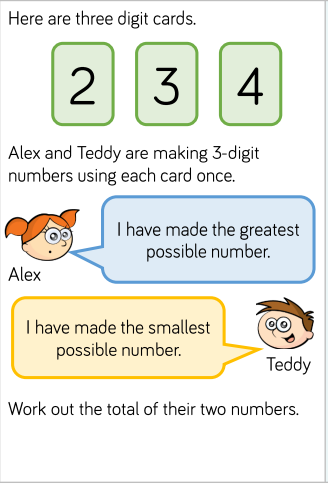 Here are three digit cards.
2 3 4
Alex and Teddy are making 3-digit
numbers using each card once.
I have made the greatest
possible number.
Alex
I have made the smallest
possible number.
Teddy
Work out the total of their two numbers.